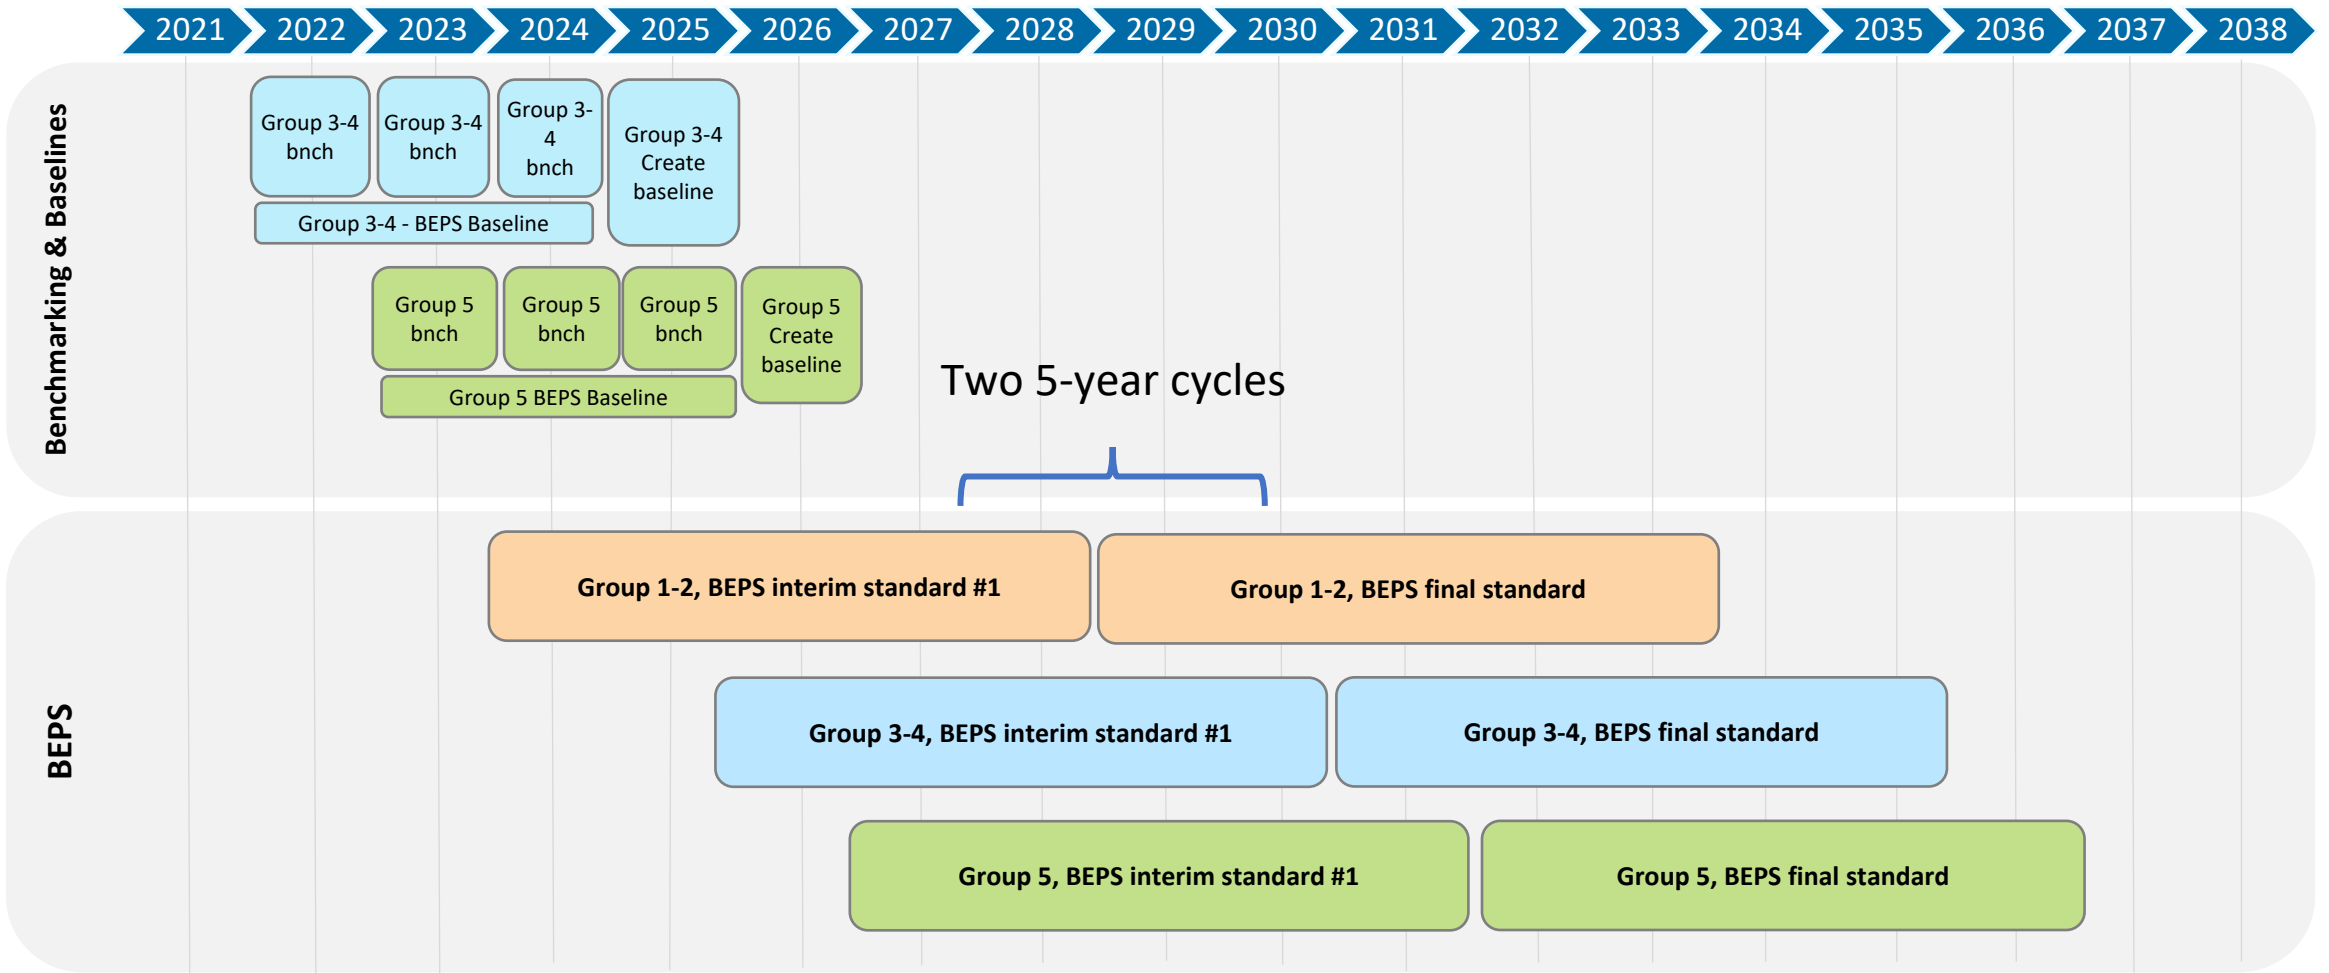 2021
2022
2023
2024
2025
2026
2027
2028
2029
2030
2031
2032
2033
2034
2035
2036
2037
2038
Benchmarking & Baselines
Group 3-4
bnch
Group 3-4
bnch
Group 3-
4
bnch
Group 3-4
Create
baseline
Group 3-4 - BEPS Baseline
Group 5
bnch
Group 5
bnch
Group 5
bnch
Group 5
Create
baseline
Group 5 BEPS Baseline
Two 5-year cycles
BEPS
Group 1-2, BEPS interim standard #1
Group 1-2, BEPS final standard
Group 3-4, BEPS interim standard #1
Group 3-4, BEPS final standard
Group 5, BEPS interim standard #1
Group 5, BEPS final standard